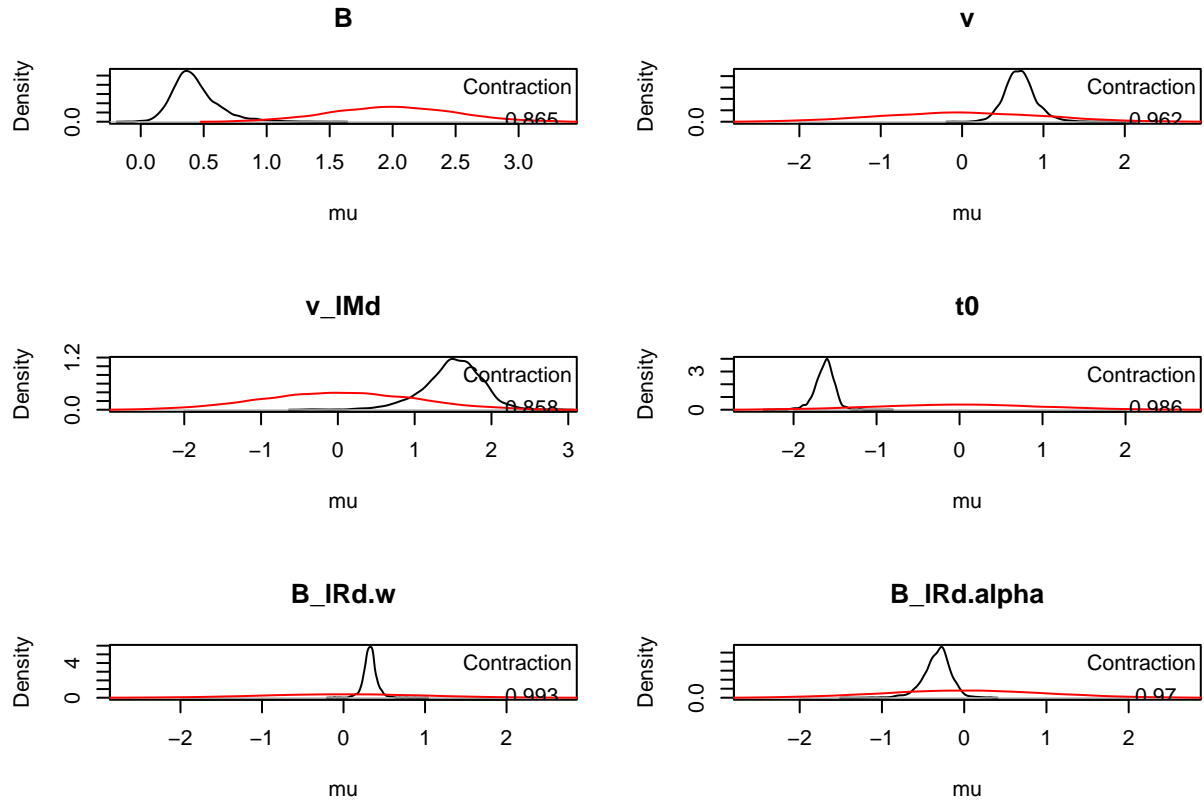 B
Density
0.0
Contraction
0.865
0.0 0.5 1.0 1.5 2.0 2.5 3.0
mu
v
Density
0.0
Contraction
0.962
−2 −1 0 1 2
mu
v_lMd
Density
0.0 1.2
Contraction
0.858
−2 −1 0 1 2 3
mu
t0
Density
0 3
Contraction
0.986
−2 −1 0 1 2
mu
B_lRd.w
Density
0 4
Contraction
0.993
−2 −1 0 1 2
mu
B_lRd.alpha
Density
0.0
Contraction
0.97
−2 −1 0 1 2
mu